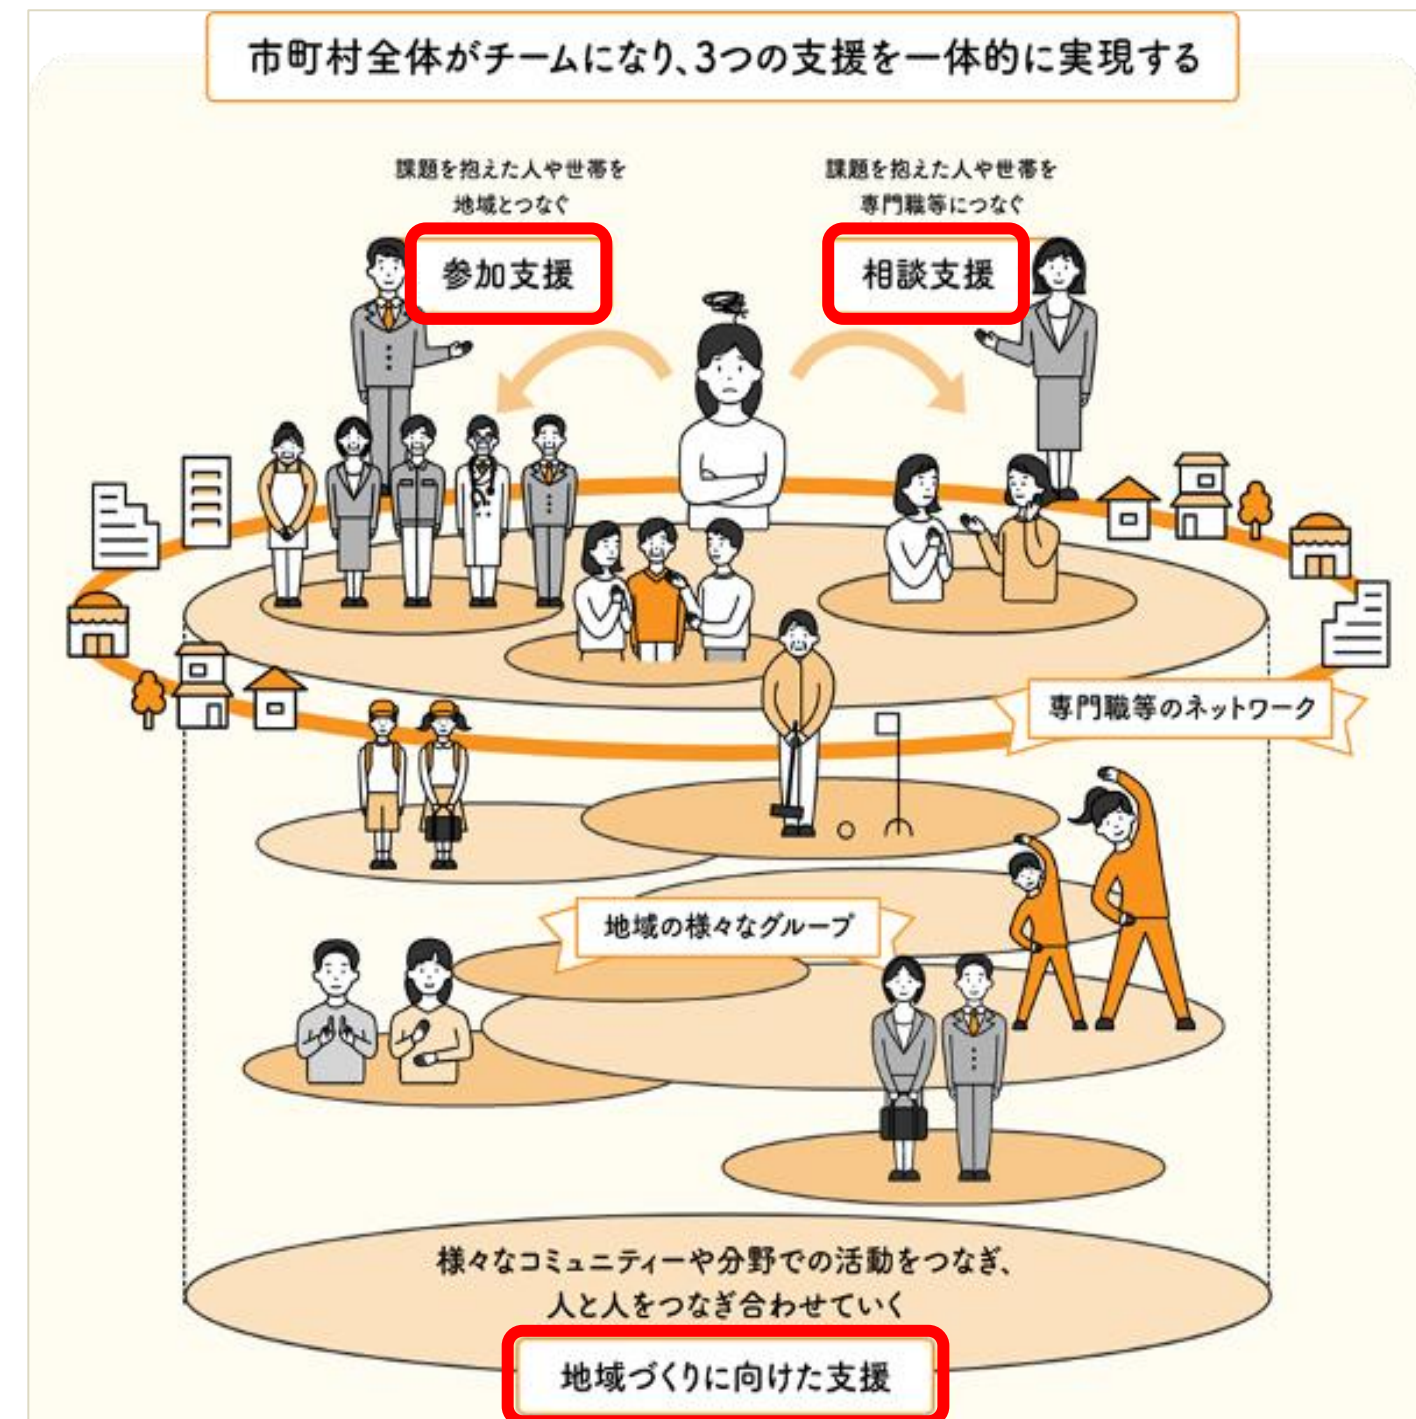 市町村全体がチームになり、3つの支援を一体的に実現する
課題を抱えた人や世帯を
地域とつなぐ
参加支援
課題を抱えた人や世帯を
専門職等につなぐ
相談支援
専門職等のネットワーク
地域の様々なグループ
様々なコミュニティーや分野での活動をつなぎ、
人と人をつなぎ合わせていく
地域づくりに向けた支援